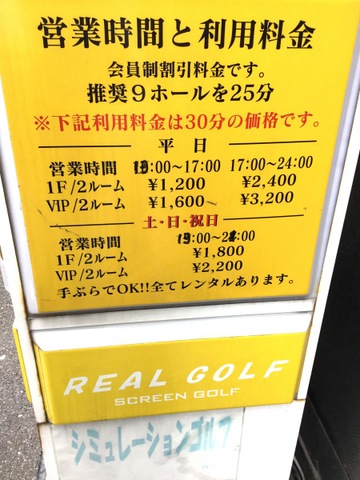 営業時間と利用料金
会員制割引料金です。
推奨9ホールを25分
※下記利用料金は30分の価格です。
平日
営業時間 13:00〜17:00 17:00〜24:00
1F/2ルーム ¥1,200 ¥2,400
VIP/2ルーム ¥1,600~ ¥3,200
土・日・祝日
営業時間
1F/2ルーム ¥1,800
VIP/2ルーム ¥2,200
手ぶらでOK!!全てレンタルあります。
REAL GOLF
SCREEN GOLF
シミュレーションゴルフ